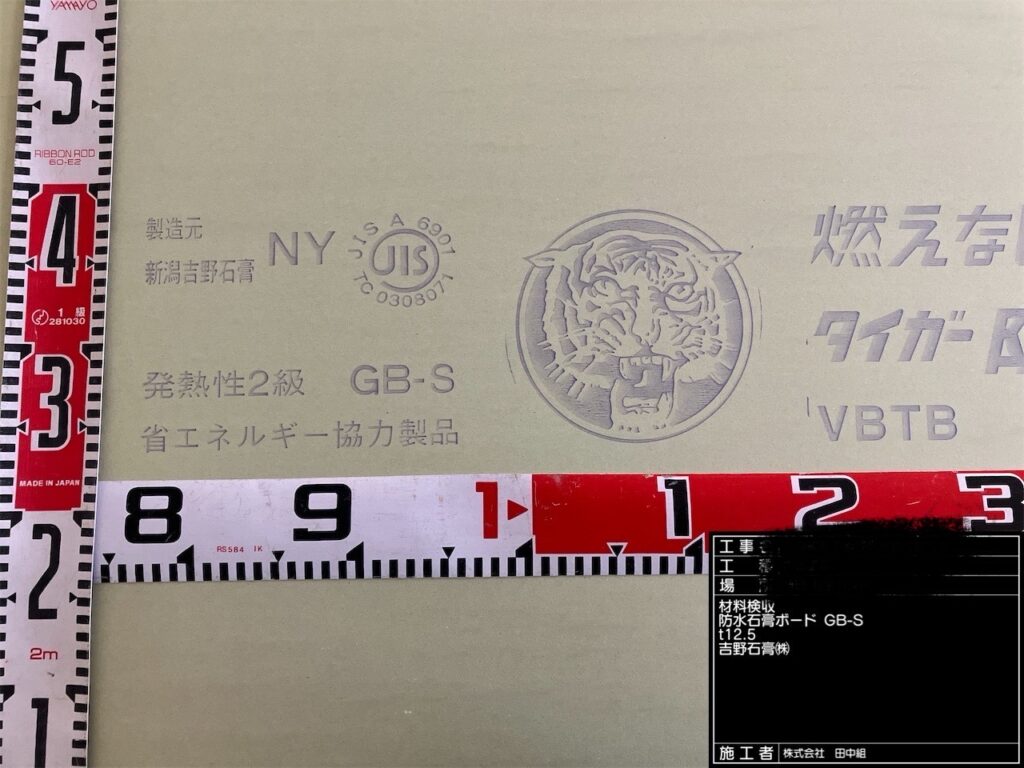 YAMAYO
5
RIBBON ROD
60-E2
4
1級
281030
3
MADE IN JAPAN
2
2m
1
製造元
新潟吉野石膏
NY
JIS A 6901
JIS
TC 0308071
発熱性2級 GB-S
省エネルギー協力製品
燃えな
タイガー
VBTB
8 9 1 1 2 3
RS584 IK
工事
工
場
材料検収
防水石膏ボード GB-S
t12.5
吉野石膏㈱
施工者 株式会社 田中組